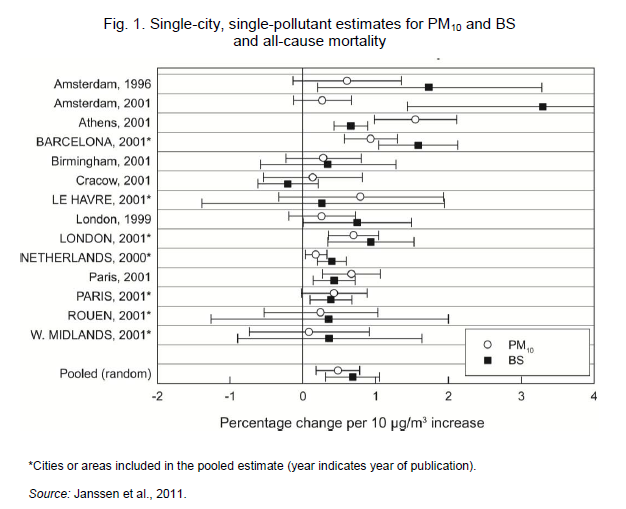 Fig. 1. Single-city, single-pollutant estimates for PM₁₀ and BS
and all-cause mortality
Amsterdam, 1996
Amsterdam, 2001
Athens, 2001
BARCELONA, 2001*
Birmingham, 2001
Cracow, 2001
LE HAVRE, 2001*
London, 1999
LONDON, 2001*
NETHERLANDS, 2000*
Paris, 2001
PARIS, 2001*
ROUEN, 2001*
W. MIDLANDS, 2001*
PM₁₀
BS
Pooled (random)
-2 -1 0 1 2 3 4
Percentage change per 10 µg/m³ increase
*Cities or areas included in the pooled estimate (year indicates year of publication).
Source: Janssen et al., 2011.